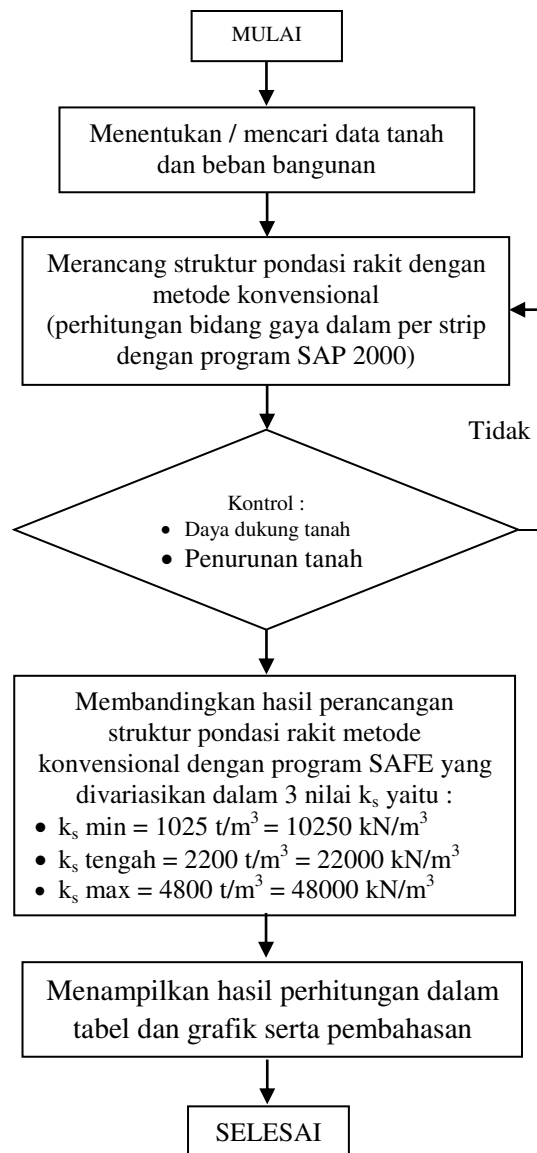 MULAI
Menentukan / mencari data tanah
dan beban bangunan
Merancang struktur pondasi rakit dengan
metode konvensional
(perhitungan bidang gaya dalam per strip
dengan program SAP 2000)
Tidak
Kontrol :
• Daya dukung tanah
• Penurunan tanah
Membandingkan hasil perancangan
struktur pondasi rakit metode
konvensional dengan program SAFE yang
divariasikan dalam 3 nilai kₛ yaitu :
• kₛ min = 1025 t/m³ = 10250 kN/m³
• kₛ tengah = 2200 t/m³ = 22000 kN/m³
• kₛ max = 4800 t/m³ = 48000 kN/m³
Menampilkan hasil perhitungan dalam
tabel dan grafik serta pembahasan
SELESAI